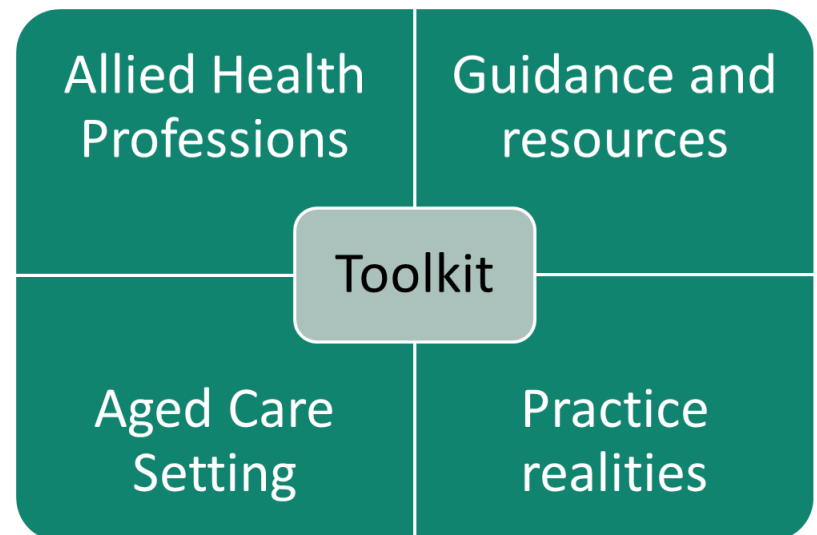 Allied Health
Professions
Guidance and
resources
Toolkit
Aged Care
Setting
Practice
realities